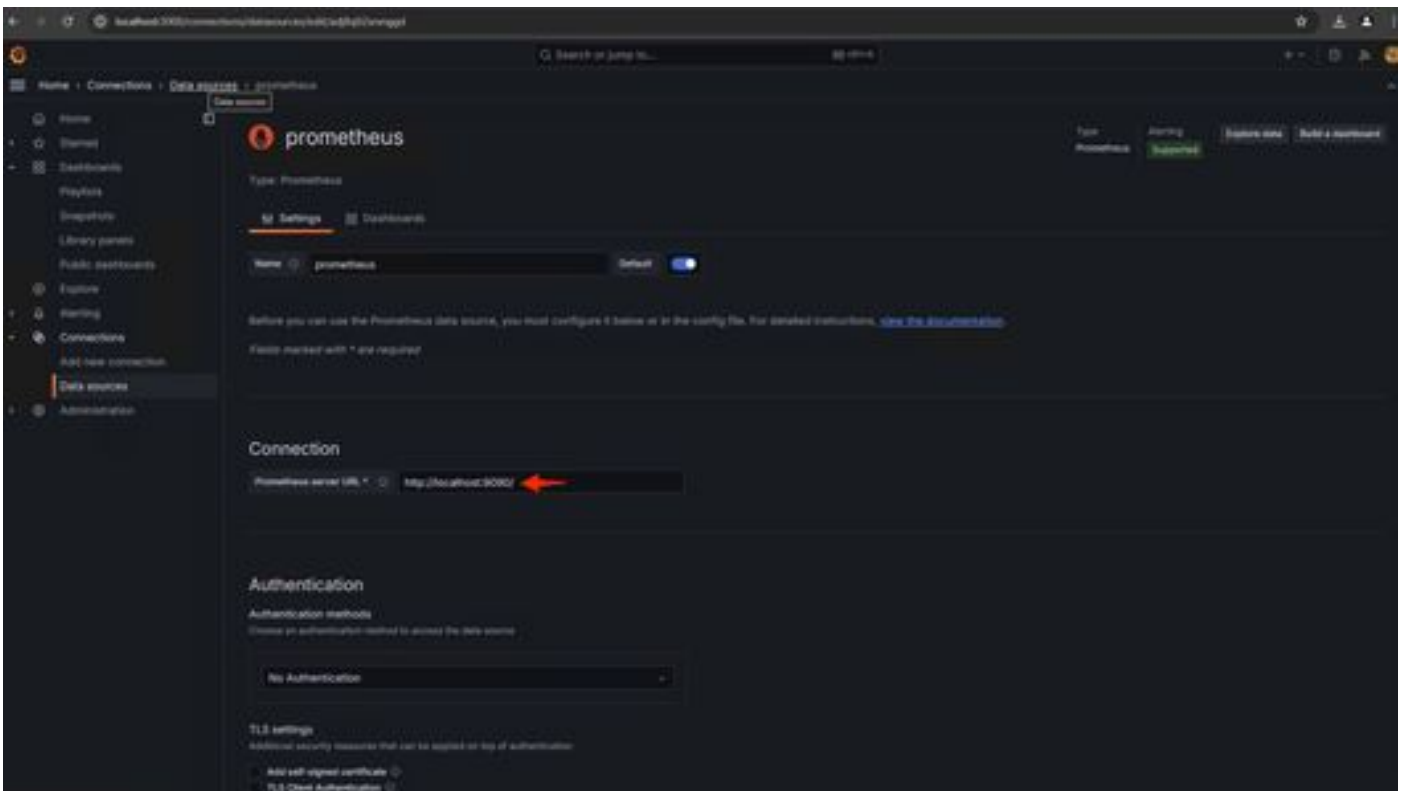 Search or jump to...
Home › Connections › Data sources › prometheus
Data sources
Home
Starred
Dashboards
Playlists
Snapshots
Library panels
Public dashboards
Explore
Alerting
Connections
Add new connection
Data sources
Administration
prometheus
Type: Prometheus
Type
Prometheus
Alerting
Supported
Explore data
Build a dashboard
Settings
Dashboards
Name
prometheus
Default
Before you can use the Prometheus data source, you must configure it below or in the config file. For detailed instructions, view the documentation.
Fields marked with * are required
Connection
Prometheus server URL *
http://localhost:9090/
Authentication
Authentication methods
Choose an authentication method to access the data source
No Authentication
TLS settings
Additional security measures that can be applied on top of authentication
Add self-signed certificate
TLS Client Authentication